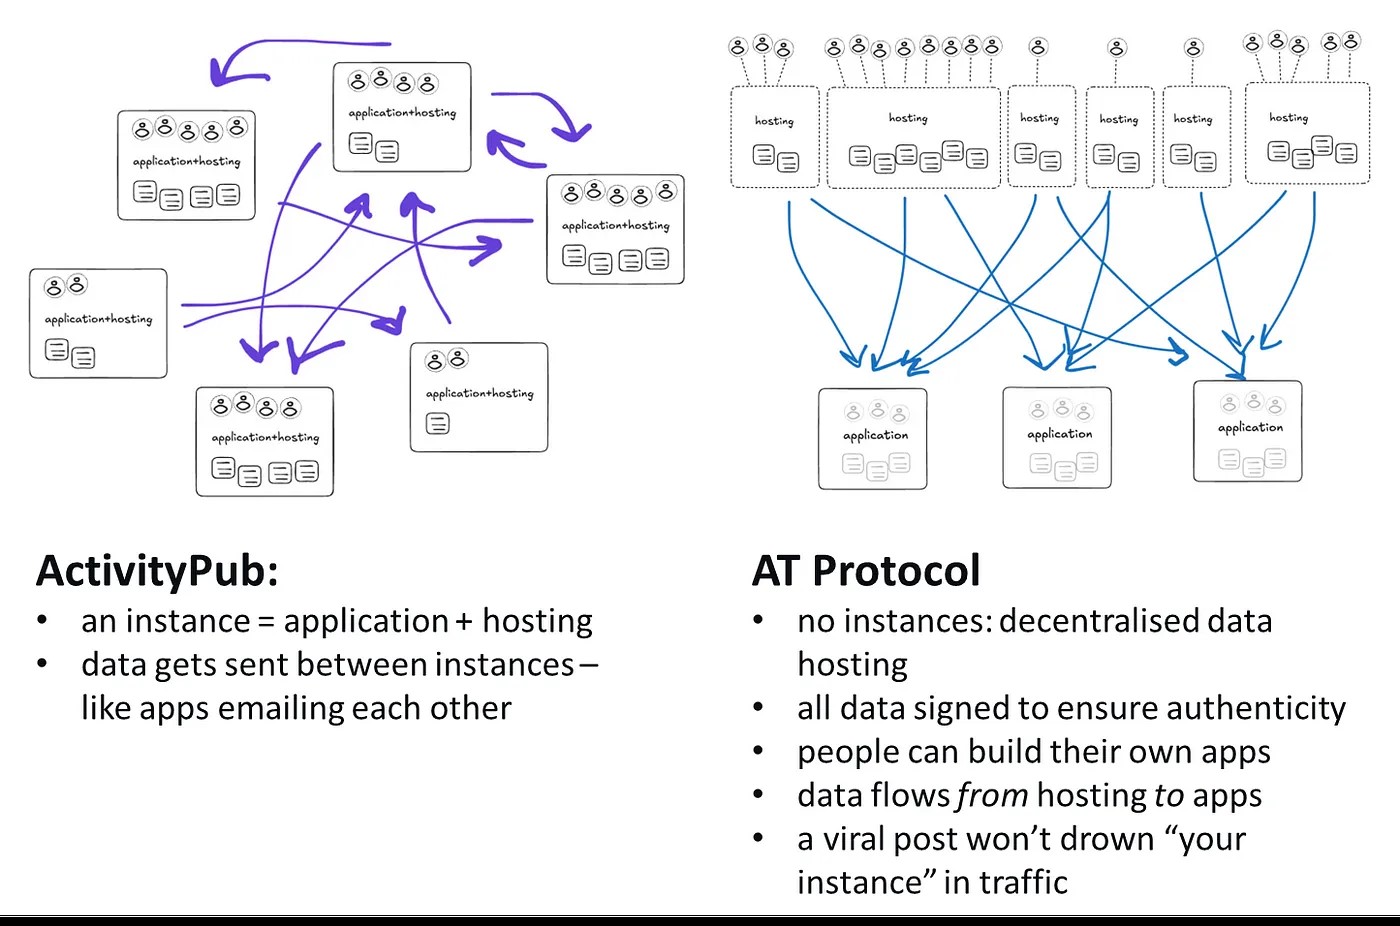 application+hosting
application+hosting
application+hosting
application+hosting
application+hosting
application+hosting
hosting
hosting
hosting
hosting
hosting
hosting
application
application
application
ActivityPub:
• an instance = application + hosting
• data gets sent between instances –
like apps emailing each other
AT Protocol
• no instances: decentralised data
hosting
• all data signed to ensure authenticity
• people can build their own apps
• data flows from hosting to apps
• a viral post won’t drown “your
instance” in traffic